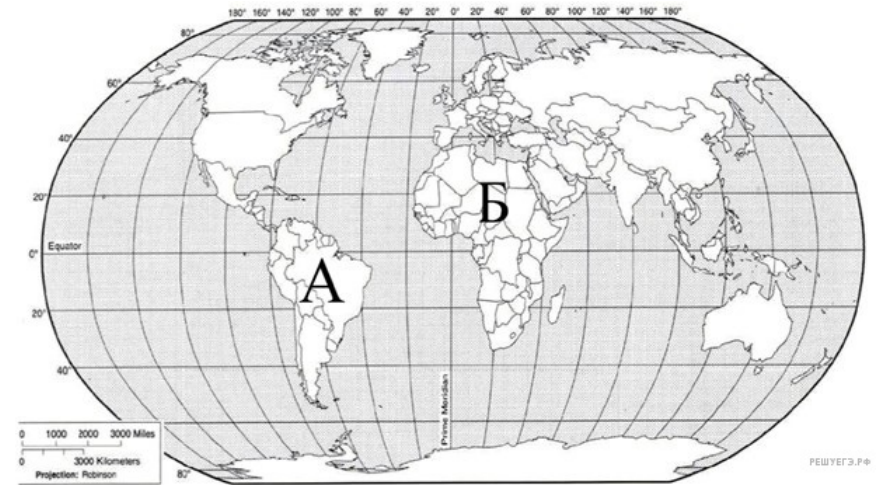 180° 160° 140° 120° 100° 80° 60° 40° 20° 0° 20° 40° 60° 80° 100° 120° 140° 160° 180°
80°
60°
40°
20°
Б
Equator
0°
А
20°
40°
Prime Meridian
0 1000 2000 3000 Miles
0 3000 Kilometers
Projection: Robinson
80°
РЕШУЕГЭ.РФ